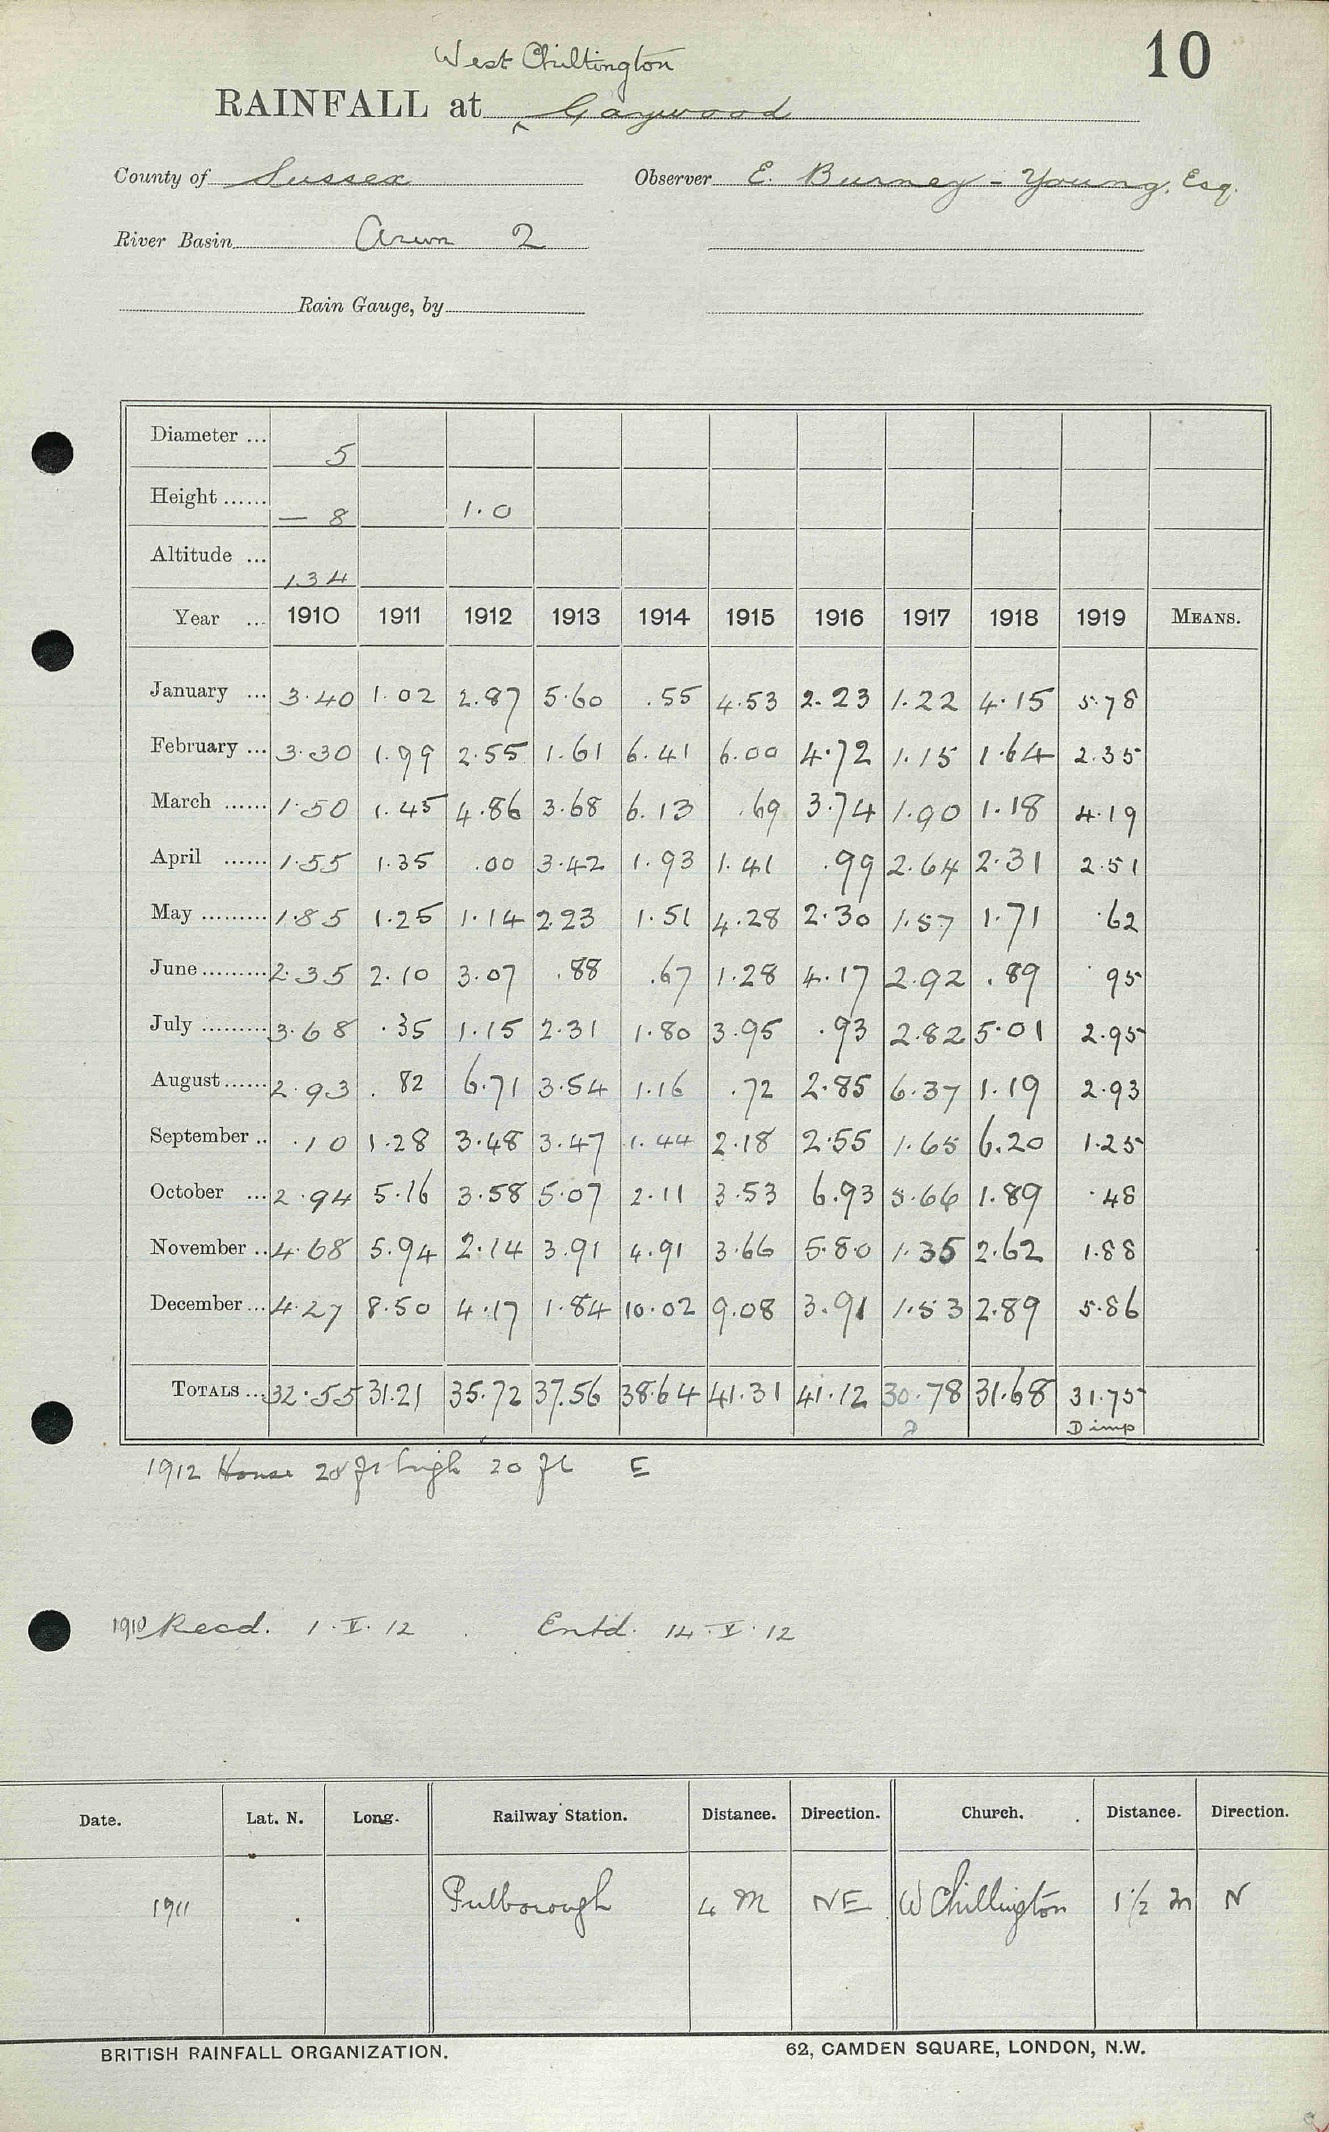 10
West Chiltington
RAINFALL at ‸ Gaywood
County of Sussex Observer E. Burney - Young, Esq.
River Basin Arun 2
Rain Gauge, by
Diameter ... 5
Height ...... — 8 1.0
Altitude ... 134
Year ... 1910 1911 1912 1913 1914 1915 1916 1917 1918 1919 MEANS.
January ... 3.40 1.02 2.87 5.60 .55 4.53 2.23 1.22 4.15 5.78
February ... 3.30 1.99 2.55 1.61 6.41 6.00 4.72 1.15 1.64 2.35
March ...... 1.50 1.45 4.86 3.68 6.13 .69 3.74 1.90 1.18 4.19
April ...... 1.55 1.35 .00 3.42 1.93 1.41 .99 2.64 2.31 2.51
May ......... 1.85 1.25 1.14 2.23 1.51 4.28 2.30 1.57 1.71 .62
June ......... 2.35 2.10 3.07 .88 .67 1.28 4.17 2.92 .89 .95
July ......... 3.68 .35 1.15 2.31 1.80 3.95 .93 2.82 5.01 2.95
August ...... 2.93 .82 6.71 3.54 1.16 .72 2.85 6.37 1.19 2.93
September .. .10 1.28 3.48 3.47 1.44 2.18 2.55 1.65 6.20 1.25
October ... 2.94 5.16 3.58 5.07 2.11 3.53 6.93 5.66 1.89 .48
November .. 4.68 5.94 2.14 3.91 4.91 3.66 5.80 1.35 2.62 1.88
December ... 4.27 8.50 4.17 1.84 10.02 9.08 3.91 1.53 2.89 5.86
TOTALS ... 32.55 31.21 35.72 37.56 38.64 41.31 41.12 30.78 31.68 31.75
D imp
1912 House 28 ft high 20 ft E
1910 Recd. 1.V.12 Entd. 14.V.12
Date. Lat. N. Long. Railway Station. Distance. Direction. Church. Distance. Direction.
1911 Pulborough 4 M NE W Chillington 1 1/2 m N
BRITISH RAINFALL ORGANIZATION. 62, CAMDEN SQUARE, LONDON, N.W.